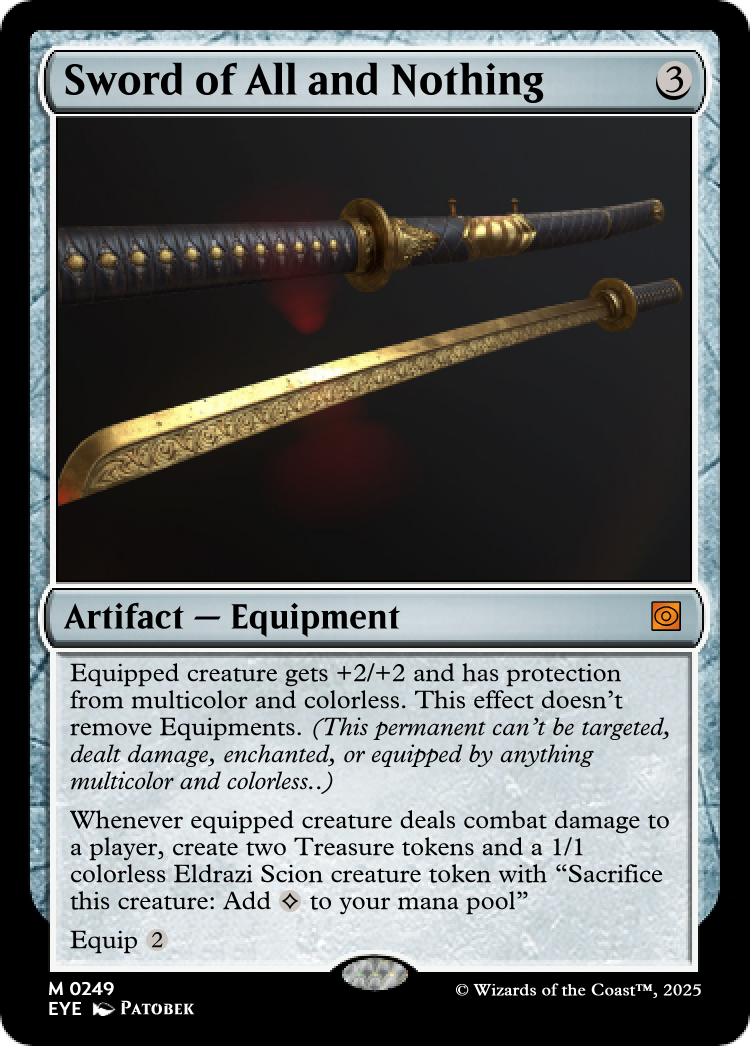 Sword of All and Nothing 3
Artifact — Equipment
Equipped creature gets +2/+2 and has protection
from multicolor and colorless. This effect doesn't
remove Equipments. (This permanent can't be targeted,
dealt damage, enchanted, or equipped by anything
multicolor and colorless..)
Whenever equipped creature deals combat damage to
a player, create two Treasure tokens and a 1/1
colorless Eldrazi Scion creature token with “Sacrifice
this creature: Add to your mana pool”
Equip 2
M 0249
EYE PATOBEK
© Wizards of the Coast™, 2025